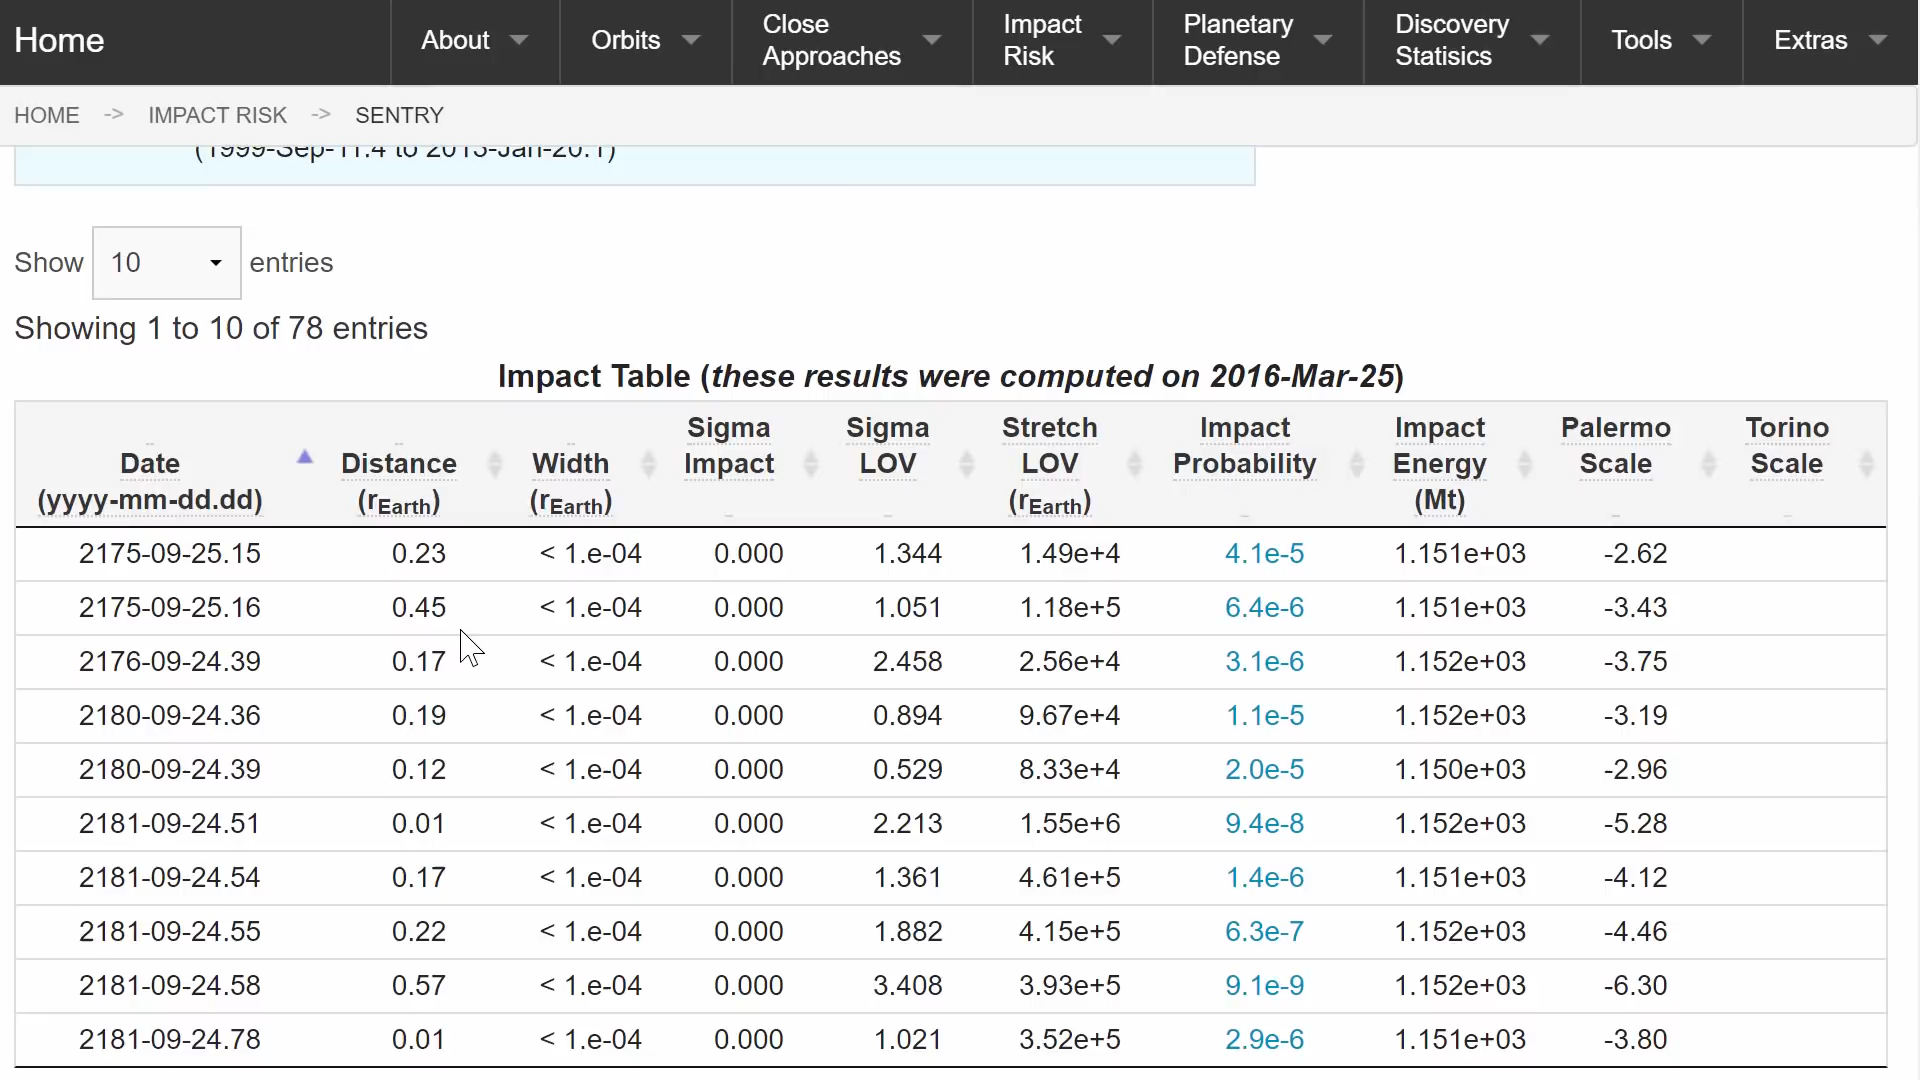 Home About Orbits Close Approaches Impact Risk Planetary Defense Discovery Statisics Tools Extras
HOME -> IMPACT RISK -> SENTRY
(1999-Sep-11.4 to 2015-Jan-20.1)
Show 10 entries
Showing 1 to 10 of 78 entries
Impact Table (these results were computed on 2016-Mar-25)
Date (yyyy-mm-dd.dd) Distance (rEarth) Width (rEarth) Sigma Impact Sigma LOV Stretch LOV (rEarth) Impact Probability Impact Energy (Mt) Palermo Scale Torino Scale
2175-09-25.15 0.23 < 1.e-04 0.000 1.344 1.49e+4 4.1e-5 1.151e+03 -2.62
2175-09-25.16 0.45 < 1.e-04 0.000 1.051 1.18e+5 6.4e-6 1.151e+03 -3.43
2176-09-24.39 0.17 < 1.e-04 0.000 2.458 2.56e+4 3.1e-6 1.152e+03 -3.75
2180-09-24.36 0.19 < 1.e-04 0.000 0.894 9.67e+4 1.1e-5 1.152e+03 -3.19
2180-09-24.39 0.12 < 1.e-04 0.000 0.529 8.33e+4 2.0e-5 1.150e+03 -2.96
2181-09-24.51 0.01 < 1.e-04 0.000 2.213 1.55e+6 9.4e-8 1.152e+03 -5.28
2181-09-24.54 0.17 < 1.e-04 0.000 1.361 4.61e+5 1.4e-6 1.151e+03 -4.12
2181-09-24.55 0.22 < 1.e-04 0.000 1.882 4.15e+5 6.3e-7 1.152e+03 -4.46
2181-09-24.58 0.57 < 1.e-04 0.000 3.408 3.93e+5 9.1e-9 1.152e+03 -6.30
2181-09-24.78 0.01 < 1.e-04 0.000 1.021 3.52e+5 2.9e-6 1.151e+03 -3.80